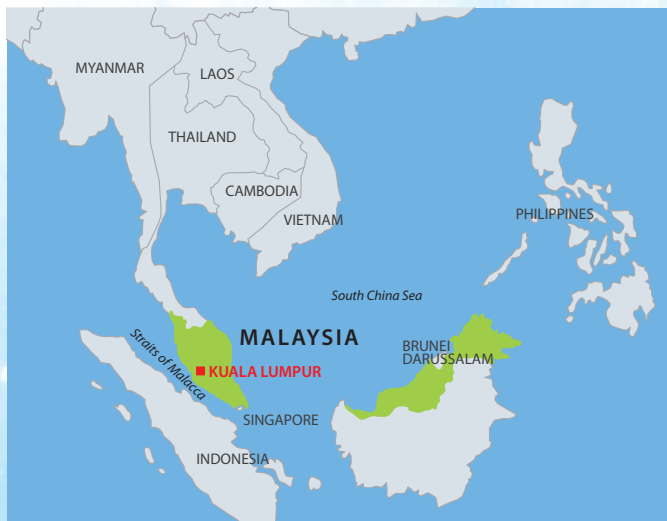 MYANMAR
LAOS
THAILAND
CAMBODIA
VIETNAM
PHILIPPINES
South China Sea
MALAYSIA
Straits of Malacca
BRUNEI
DARUSSALAM
KUALA LUMPUR
SINGAPORE
INDONESIA